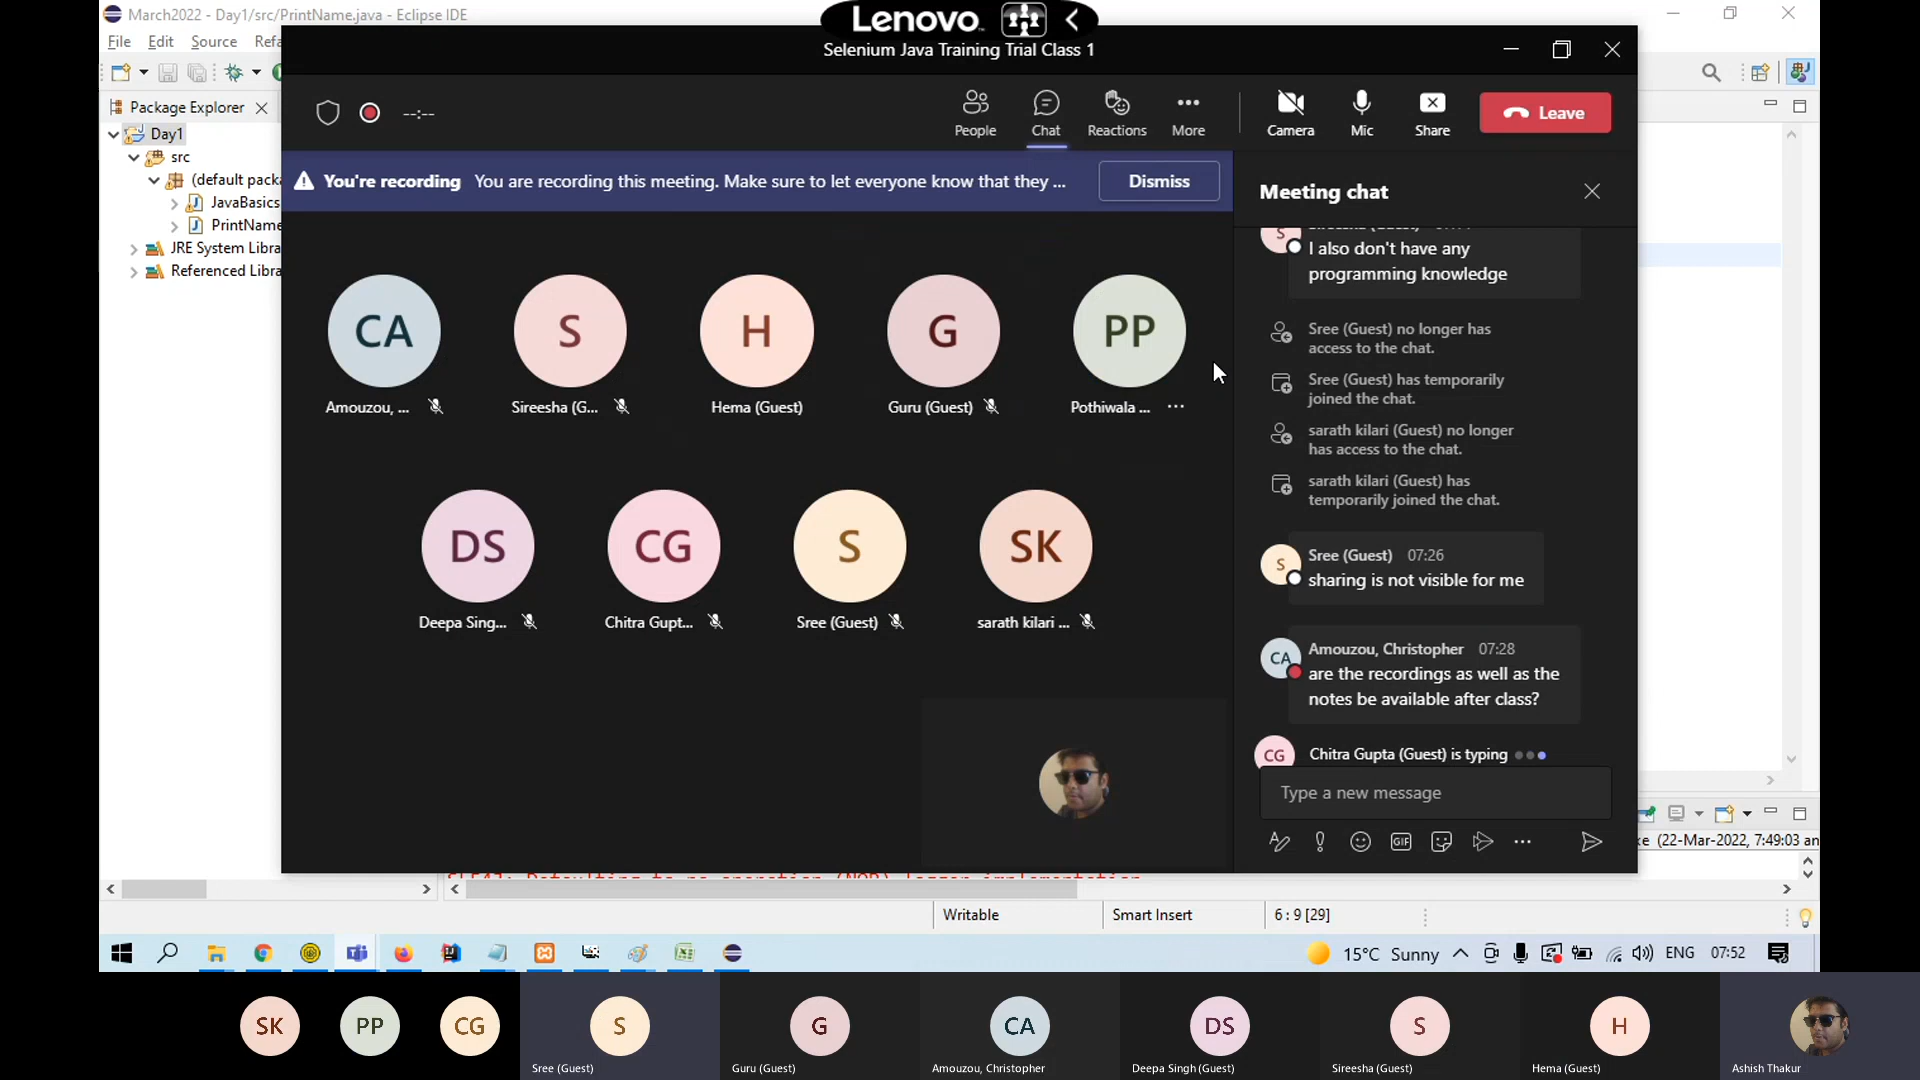 March2022 - Day1/src/PrintName.java - Eclipse IDE
Lenovo
File Edit Source Refa
Selenium Java Training Trial Class 1
Package Explorer
Day1
src
(default pack
JavaBasics
PrintName
JRE System Libra
Referenced Libra
--:--
People
Chat
Reactions
More
Camera
Mic
Share
Leave
You're recording You are recording this meeting. Make sure to let everyone know that they ...
Dismiss
Meeting chat
CA
S
H
G
PP
Amouzou, ...
Sireesha (G...
Hema (Guest)
Guru (Guest)
Pothiwala ...
DS
CG
S
SK
Deepa Sing...
Chitra Gupt...
Sree (Guest)
sarath kilari ...
S
I also don't have any
programming knowledge
Sree (Guest) no longer has
access to the chat.
Sree (Guest) has temporarily
joined the chat.
sarath kilari (Guest) no longer
has access to the chat.
sarath kilari (Guest) has
temporarily joined the chat.
S
Sree (Guest) 07:26
sharing is not visible for me
CA
Amouzou, Christopher 07:28
are the recordings as well as the
notes be available after class?
CG
Chitra Gupta (Guest) is typing
Type a new message
GIF
xe (22-Mar-2022, 7:49:03 an
Writable
Smart Insert
6 : 9 [29]
15°C Sunny
ENG
07:52
SK
PP
CG
S
G
CA
DS
S
H
Sree (Guest)
Guru (Guest)
Amouzou, Christopher
Deepa Singh (Guest)
Sireesha (Guest)
Hema (Guest)
Ashish Thakur